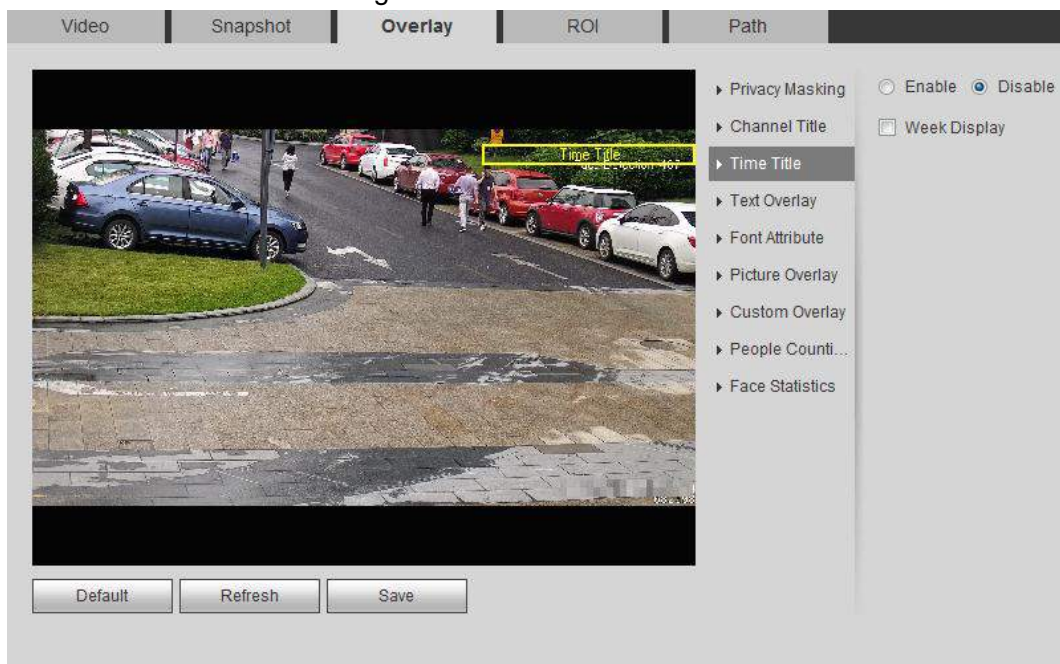 Video Snapshot Overlay ROI Path
Privacy Masking
Enable Disable
Channel Title
Week Display
Time Title
Time Title
Text Overlay
Font Attribute
Picture Overlay
Custom Overlay
People Counti...
Face Statistics
Default Refresh Save